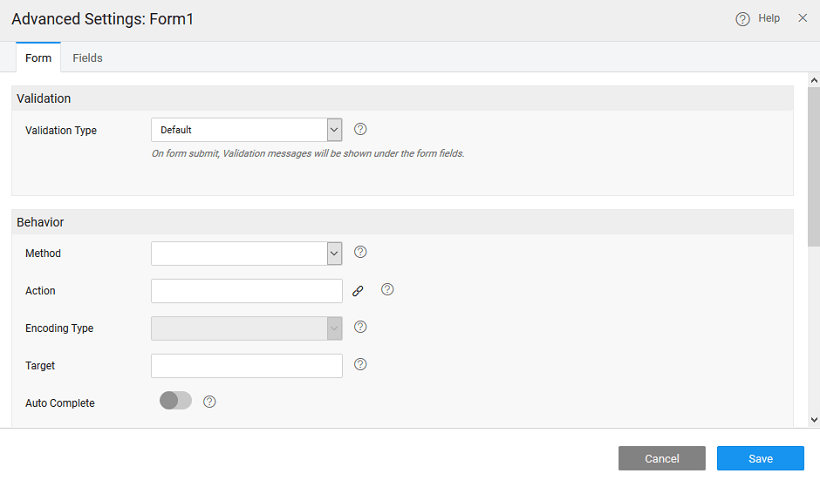 Advanced Settings: Form1
Help
Form Fields
Validation
Validation Type Default
On form submit, Validation messages will be shown under the form fields.
Behavior
Method
Action
Encoding Type
Target
Auto Complete
Cancel Save